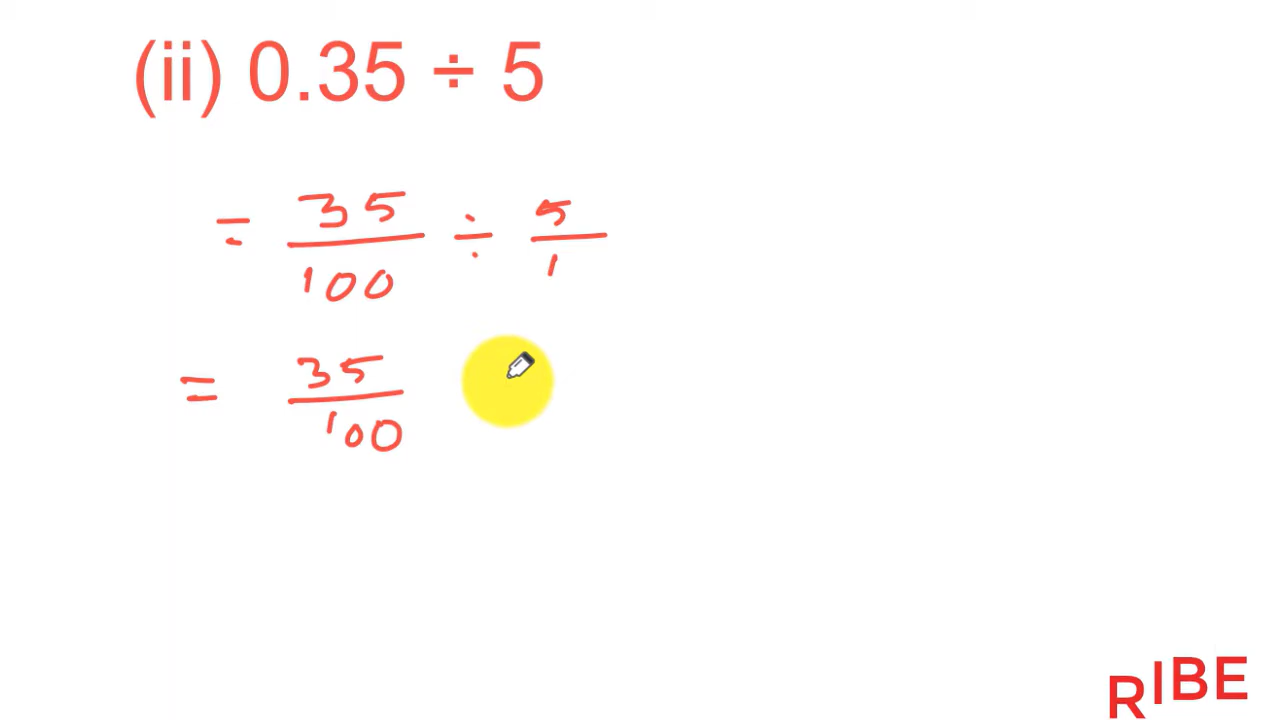 (ii) 0.35 ÷ 5
= 35/100 ÷ 5/1
= 35/100
RIBE